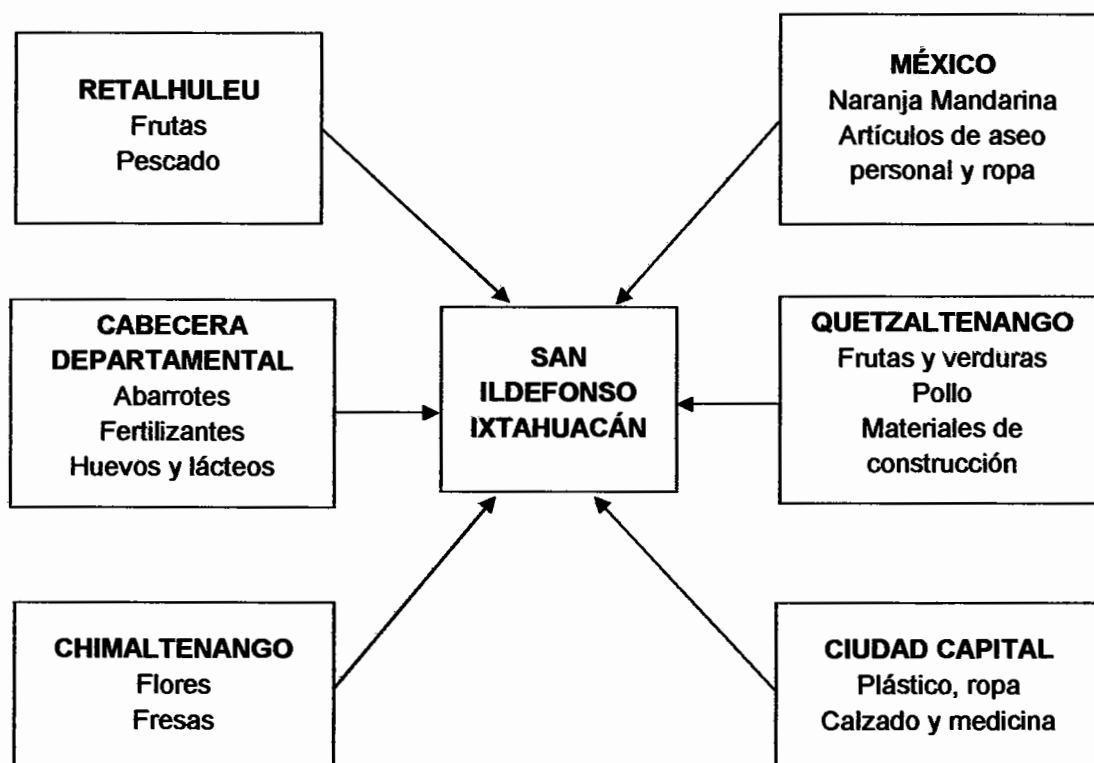 RETALHULEU
Frutas
Pescado
MÉXICO
Naranja Mandarina
Artículos de aseo
personal y ropa
CABECERA
DEPARTAMENTAL
Abarrotes
Fertilizantes
Huevos y lácteos
SAN
ILDEFONSO
IXTAHUACÁN
QUETZALTENANGO
Frutas y verduras
Pollo
Materiales de
construcción
CHIMALTENANGO
Flores
Fresas
CIUDAD CAPITAL
Plástico, ropa
Calzado y medicina